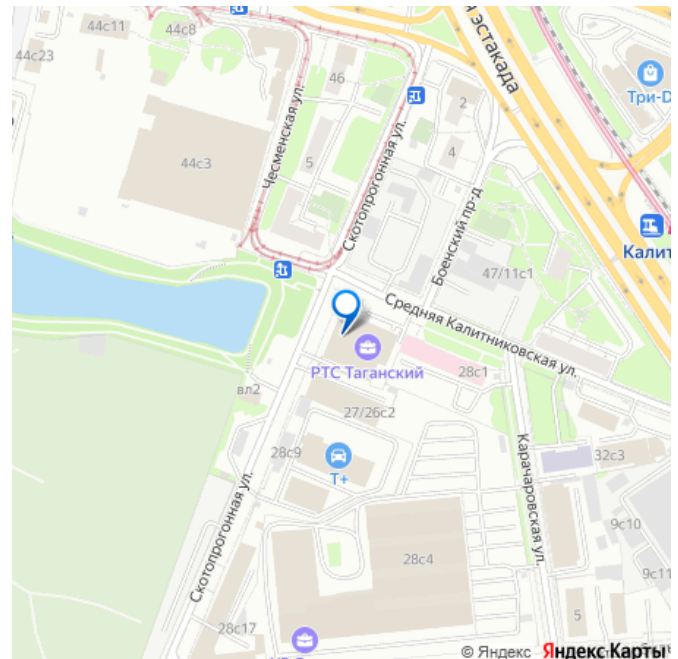 44с11
44с8
44с23
я эстакада
46
2
Три-D
Чесменская ул.
Скотопрогонная ул.
44с3
5
4
Боенский пр-д
Калит
47/11с1
Средняя Калитниковская ул.
РТС Таганский
28с1
вл2
27/26с2
28с9
Т+
32с3
Карачаровская ул.
9с10
Скотопрогонная ул.
28с4
9с11
5
28с17
© Яндекс Яндекс Карты